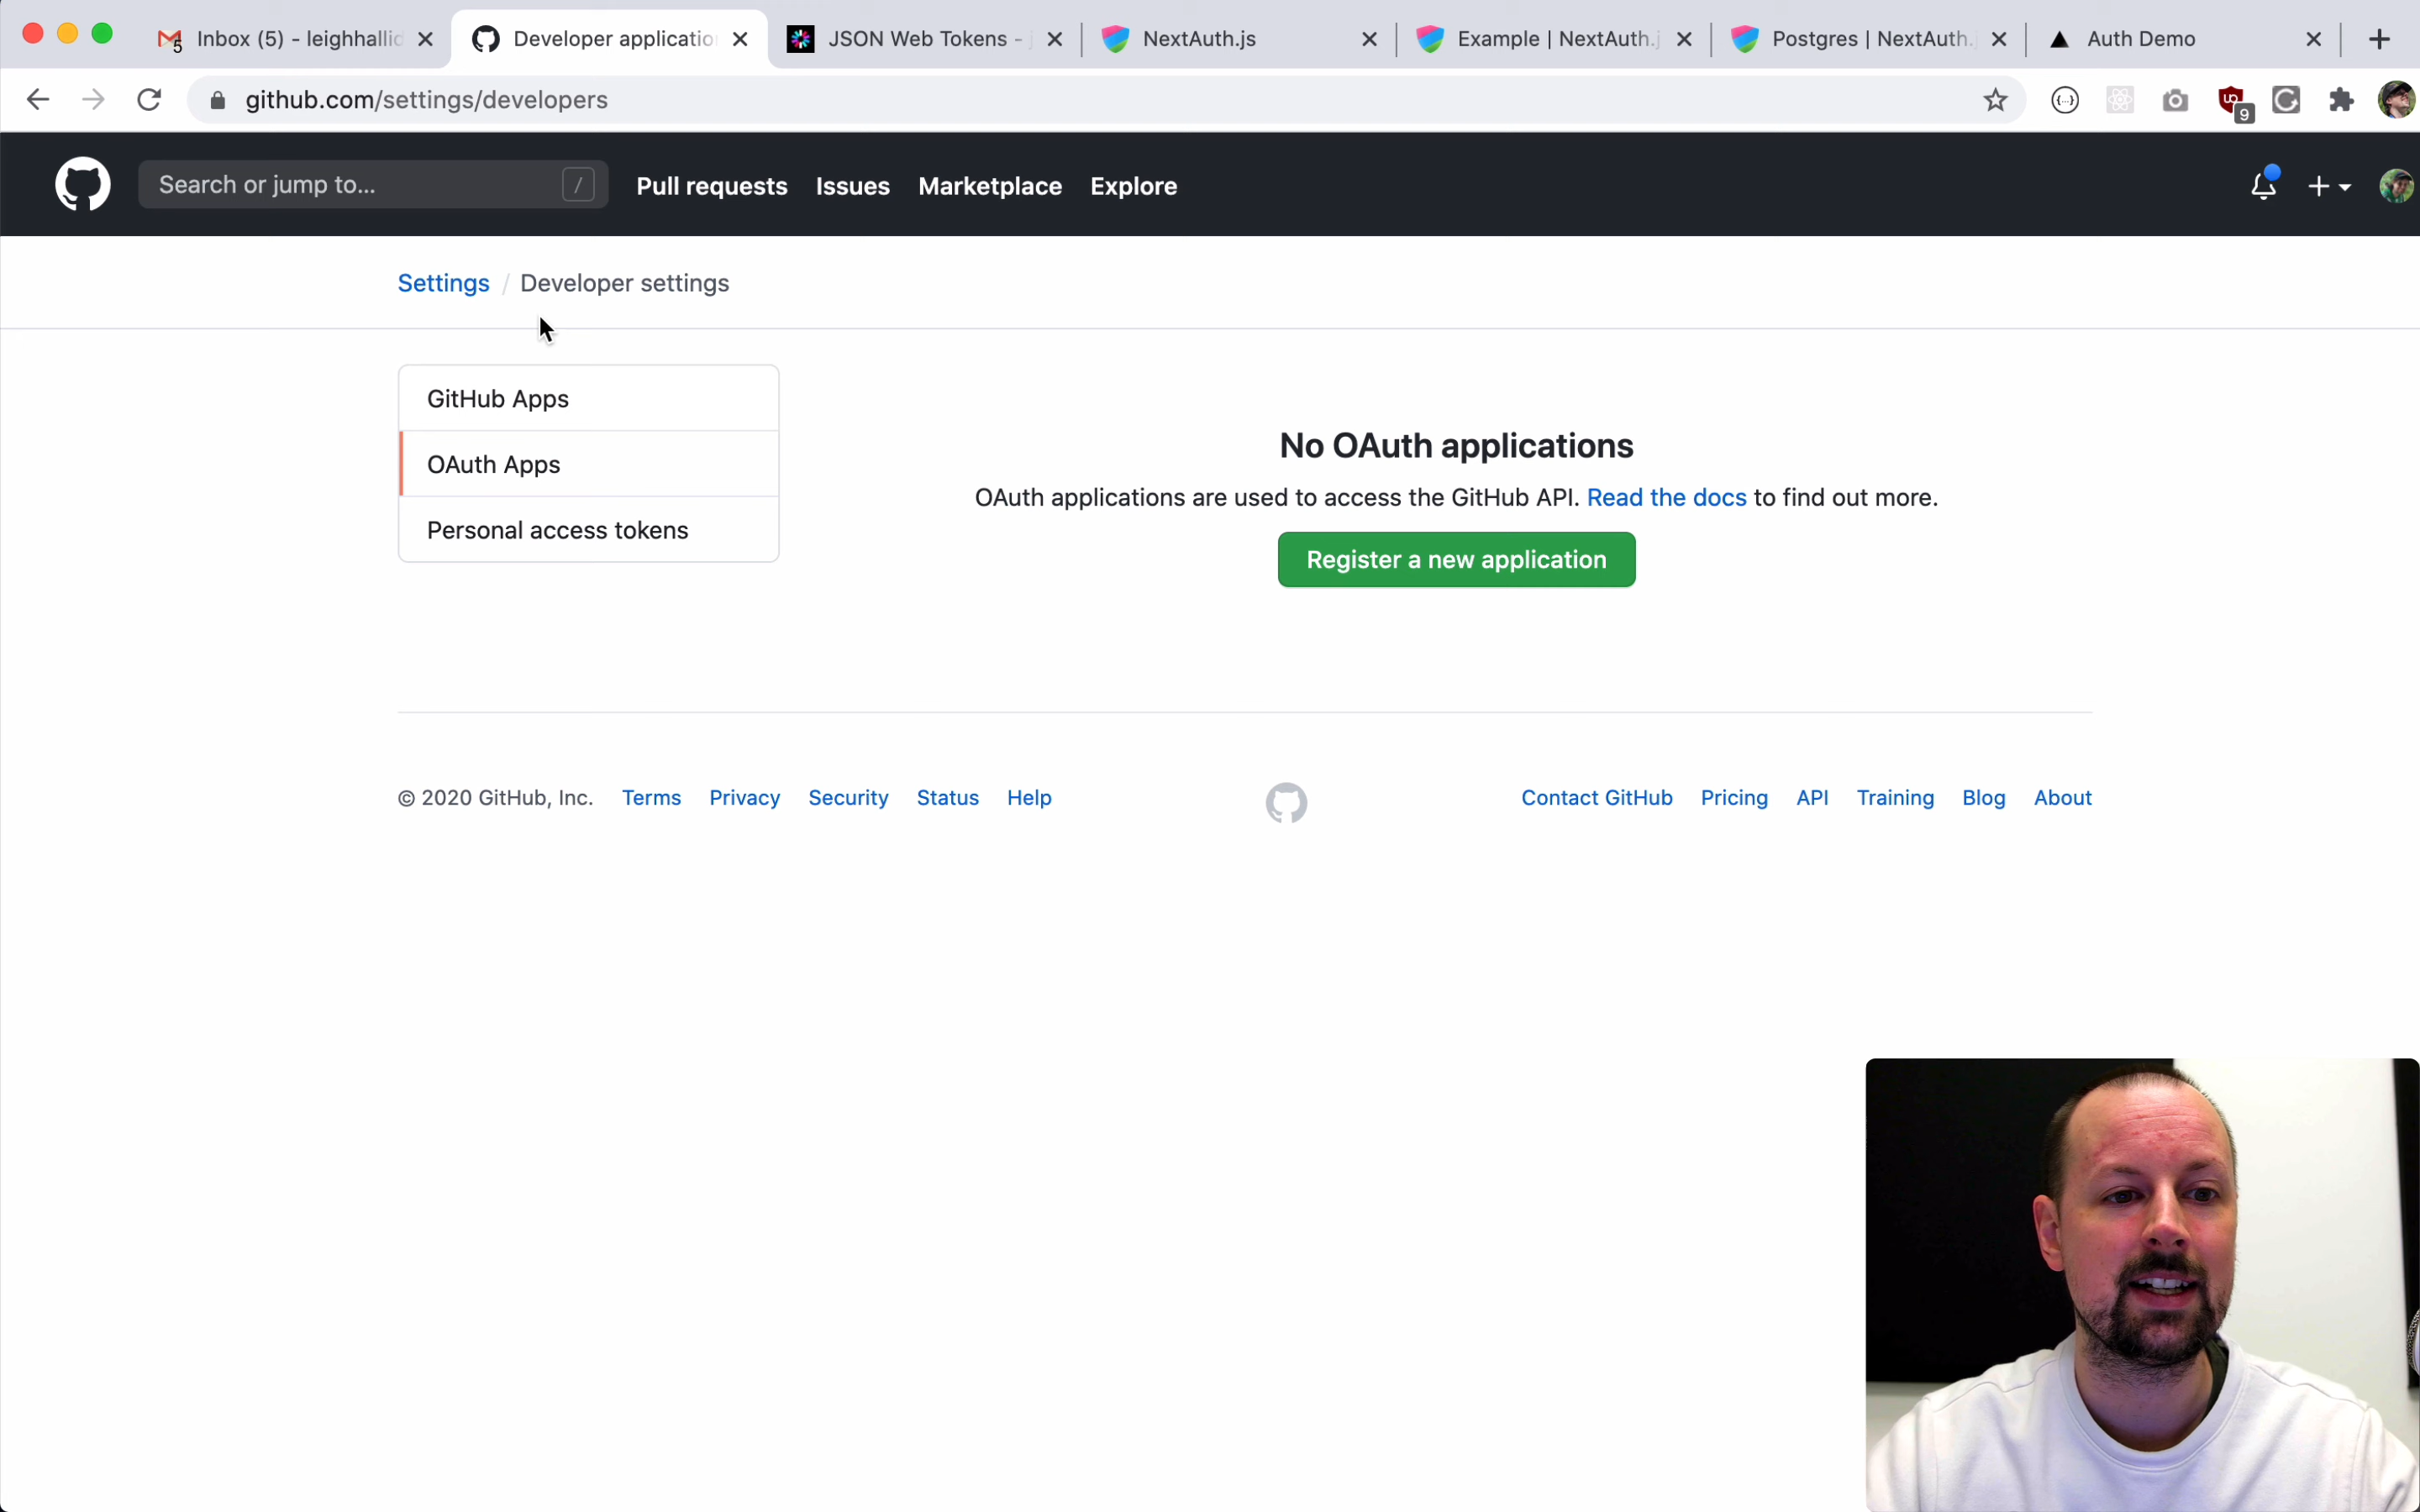 Inbox (5) - leighhallid
Developer applicatio
JSON Web Tokens - j
NextAuth.js
Example | NextAuth.j
Postgres | NextAuth.
Auth Demo
github.com/settings/developers
9
Search or jump to...
/
Pull requests
Issues
Marketplace
Explore
Settings / Developer settings
GitHub Apps
OAuth Apps
Personal access tokens
No OAuth applications
OAuth applications are used to access the GitHub API. Read the docs to find out more.
Register a new application
© 2020 GitHub, Inc.
Terms
Privacy
Security
Status
Help
Contact GitHub
Pricing
API
Training
Blog
About